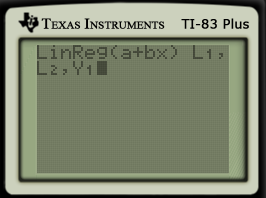 TEXAS INSTRUMENTS TI-83 Plus
LinReg(a+bx) L₁,
L₂,Y₁